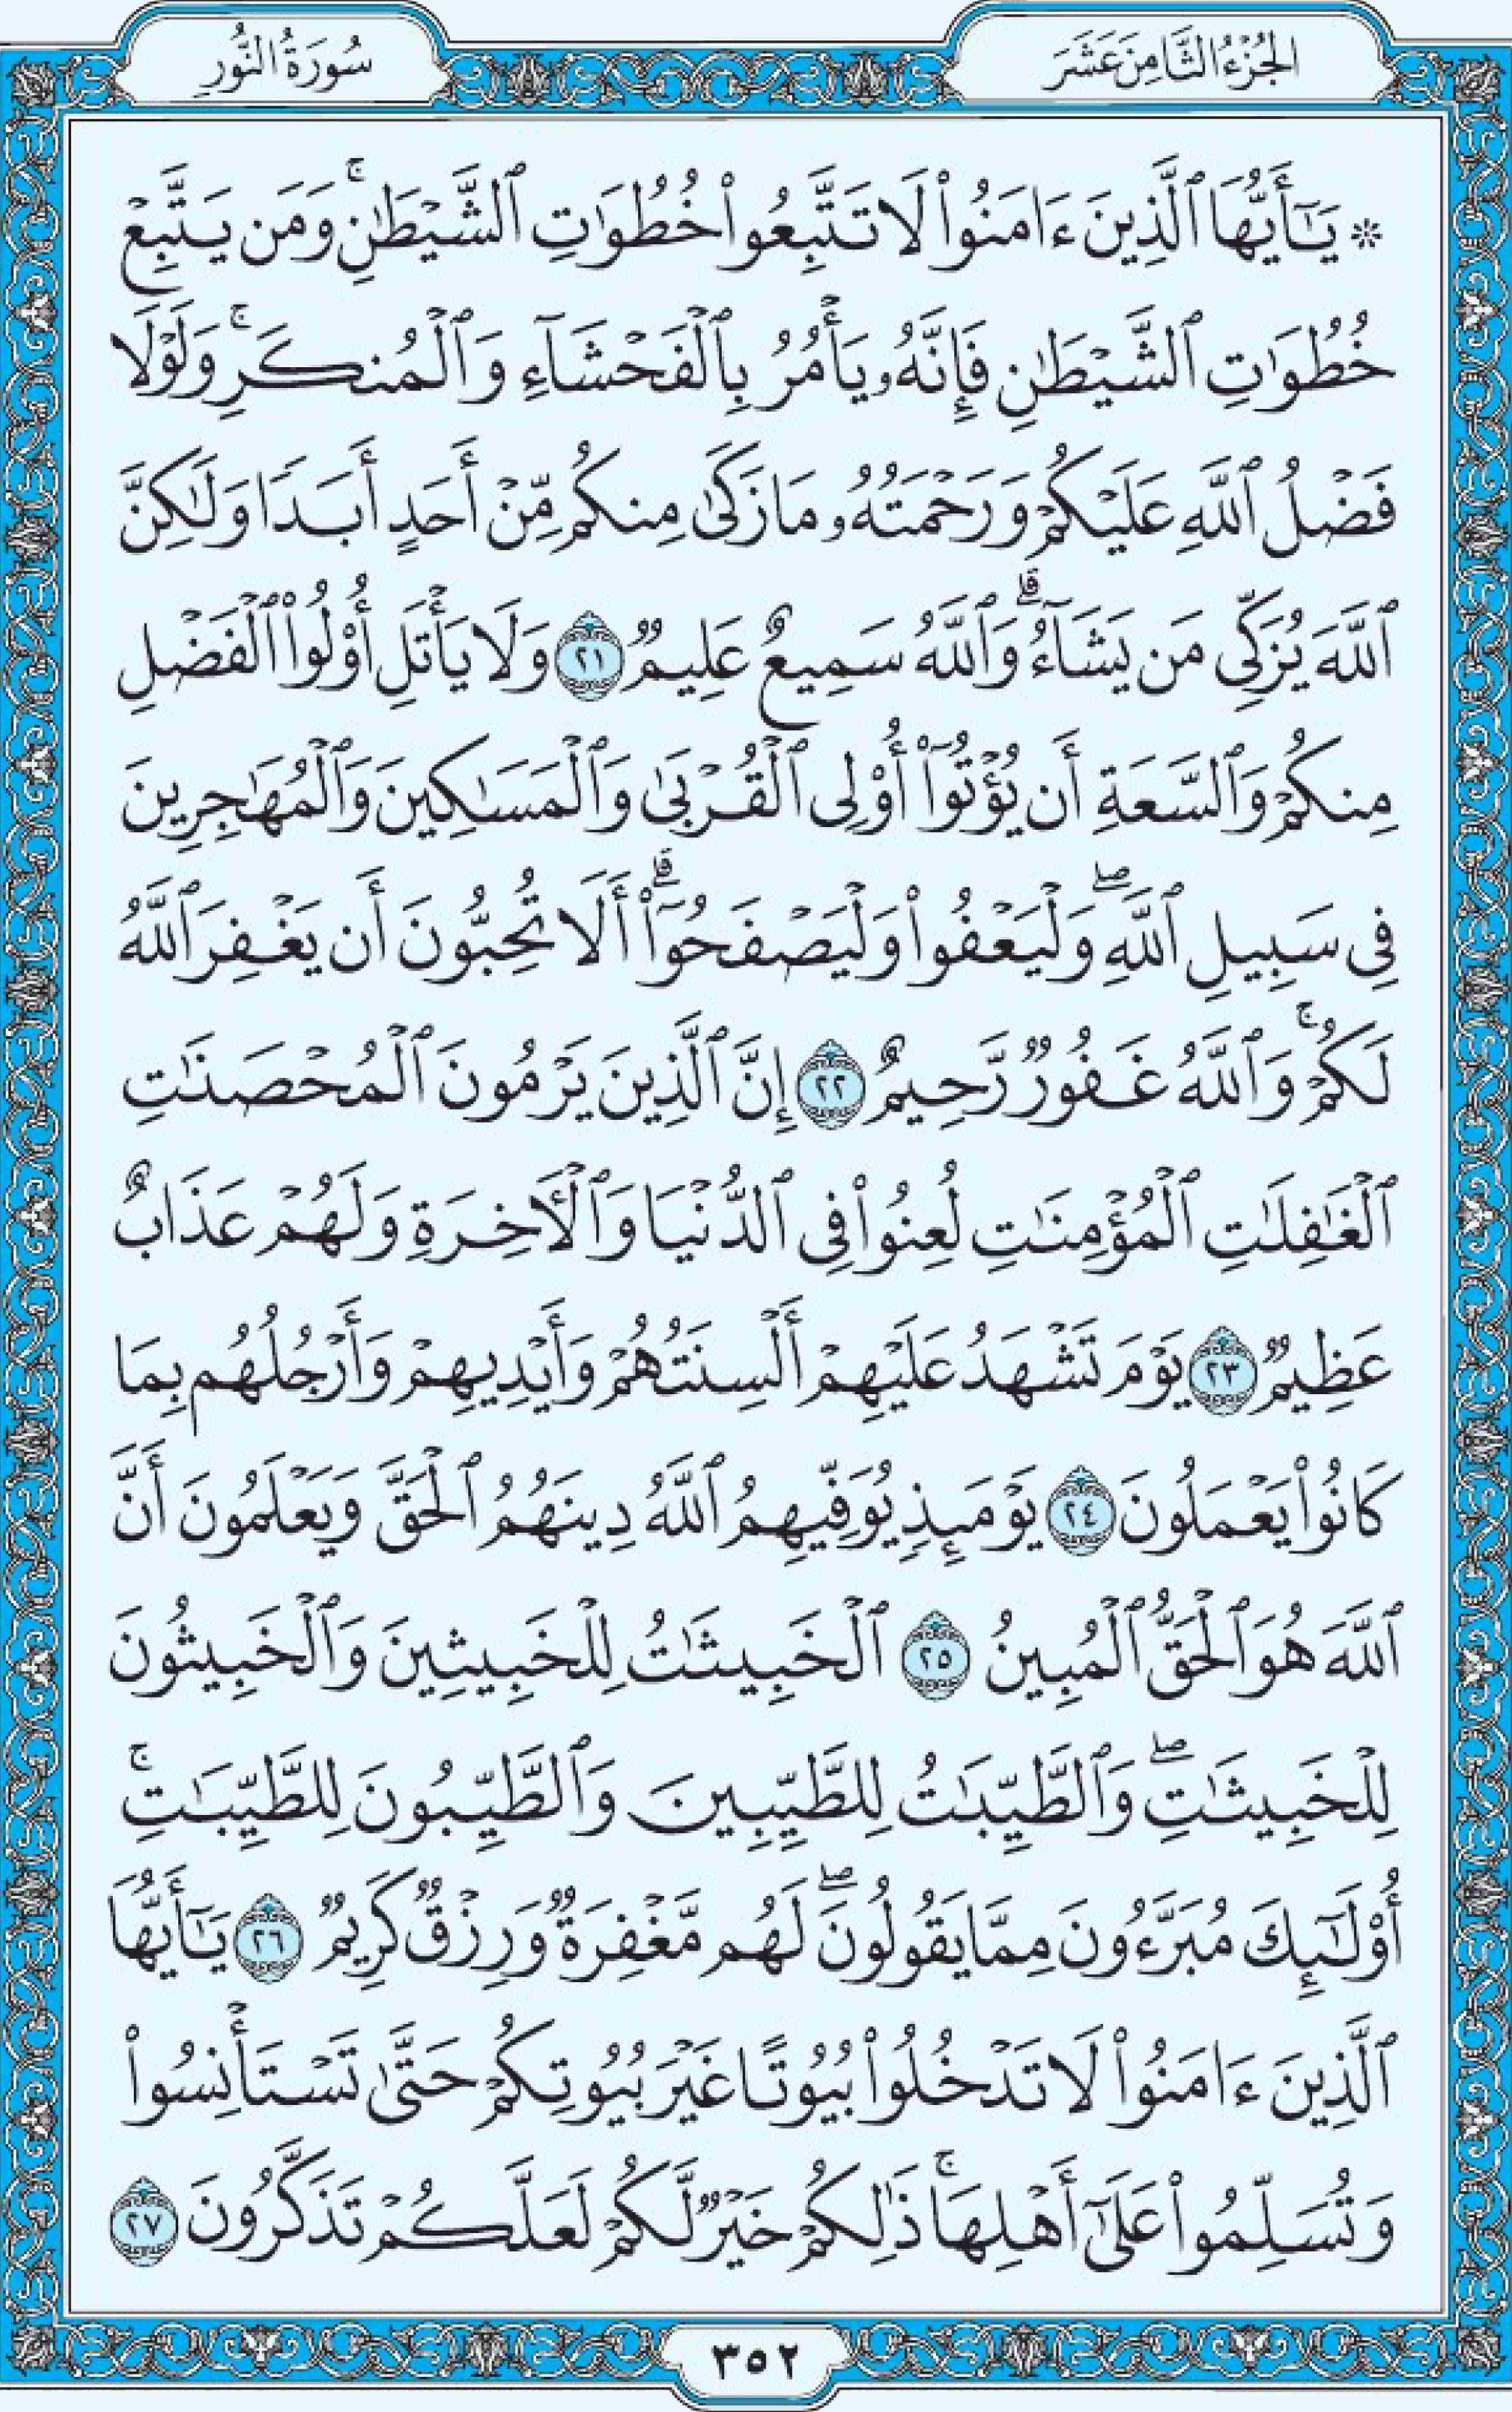 الجُزْءُ الثَّامِنَ عَشَرَ
سُورَةُ النُّورِ
۞ يَٰٓأَيُّهَا ٱلَّذِينَ ءَامَنُوا۟ لَا تَتَّبِعُوا۟ خُطُوَٰتِ ٱلشَّيْطَٰنِ ۚ وَمَن يَتَّبِعْ
خُطُوَٰتِ ٱلشَّيْطَٰنِ فَإِنَّهُۥ يَأْمُرُ بِٱلْفَحْشَآءِ وَٱلْمُنكَرِ ۚ وَلَوْلَا
فَضْلُ ٱللَّهِ عَلَيْكُمْ وَرَحْمَتُهُۥ مَا زَكَىٰ مِنكُم مِّنْ أَحَدٍ أَبَدًا وَلَٰكِنَّ
ٱللَّهَ يُزَكِّى مَن يَشَآءُ ۗ وَٱللَّهُ سَمِيعٌ عَلِيمٌ ٢١ وَلَا يَأْتَلِ أُو۟لُوا۟ ٱلْفَضْلِ
مِنكُمْ وَٱلسَّعَةِ أَن يُؤْتُوٓا۟ أُو۟لِى ٱلْقُرْبَىٰ وَٱلْمَسَٰكِينَ وَٱلْمُهَٰجِرِينَ
فِى سَبِيلِ ٱللَّهِ ۖ وَلْيَعْفُوا۟ وَلْيَصْفَحُوٓا۟ ۗ أَلَا تُحِبُّونَ أَن يَغْفِرَ ٱللَّهُ
لَكُمْ ۚ وَٱللَّهُ غَفُورٌ رَّحِيمٌ ٢٢ إِنَّ ٱلَّذِينَ يَرْمُونَ ٱلْمُحْصَنَٰتِ
ٱلْغَٰفِلَٰتِ ٱلْمُؤْمِنَٰتِ لُعِنُوا۟ فِى ٱلدُّنْيَا وَٱلْءَاخِرَةِ وَلَهُمْ عَذَابٌ
عَظِيمٌ ٢٣ يَوْمَ تَشْهَدُ عَلَيْهِمْ أَلْسِنَتُهُمْ وَأَيْدِيهِمْ وَأَرْجُلُهُم بِمَا
كَانُوا۟ يَعْمَلُونَ ٢٤ يَوْمَئِذٍ يُوَفِّيهِمُ ٱللَّهُ دِينَهُمُ ٱلْحَقَّ وَيَعْلَمُونَ أَنَّ
ٱللَّهَ هُوَ ٱلْحَقُّ ٱلْمُبِينُ ٢٥ ٱلْخَبِيثَٰتُ لِلْخَبِيثِينَ وَٱلْخَبِيثُونَ
لِلْخَبِيثَٰتِ ۖ وَٱلطَّيِّبَٰتُ لِلطَّيِّبِينَ وَٱلطَّيِّبُونَ لِلطَّيِّبَٰتِ ۚ
أُو۟لَٰٓئِكَ مُبَرَّءُونَ مِمَّا يَقُولُونَ ۖ لَهُم مَّغْفِرَةٌ وَرِزْقٌ كَرِيمٌ ٢٦ يَٰٓأَيُّهَا
ٱلَّذِينَ ءَامَنُوا۟ لَا تَدْخُلُوا۟ بُيُوتًا غَيْرَ بُيُوتِكُمْ حَتَّىٰ تَسْتَأْنِسُوا۟
وَتُسَلِّمُوا۟ عَلَىٰٓ أَهْلِهَا ۚ ذَٰلِكُمْ خَيْرٌ لَّكُمْ لَعَلَّكُمْ تَذَكَّرُونَ ٢٧
٣٥٢